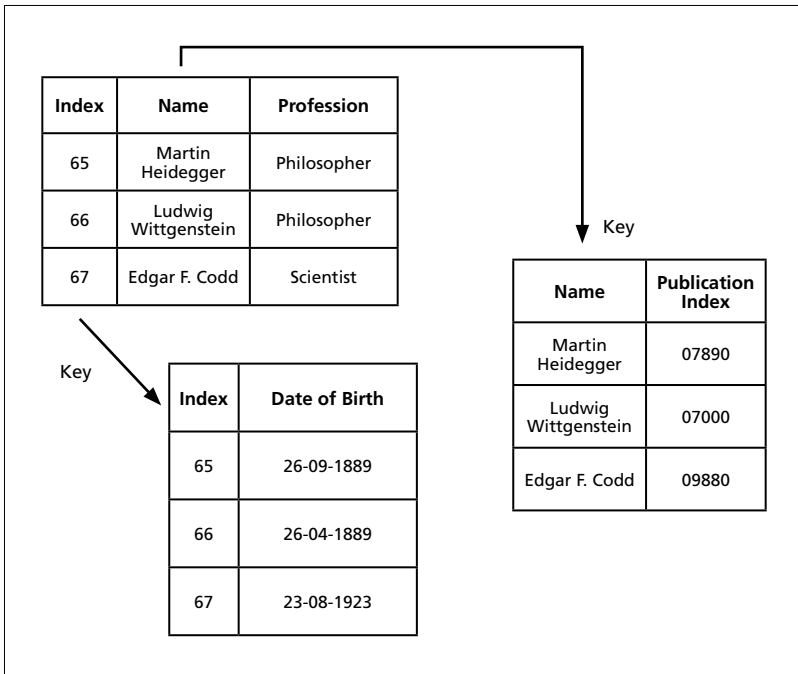 Index Name Profession
65 Martin Heidegger Philosopher
66 Ludwig Wittgenstein Philosopher
67 Edgar F. Codd Scientist
Key
Name Publication Index
Martin Heidegger 07890
Ludwig Wittgenstein 07000
Edgar F. Codd 09880
Key
Index Date of Birth
65 26-09-1889
66 26-04-1889
67 23-08-1923